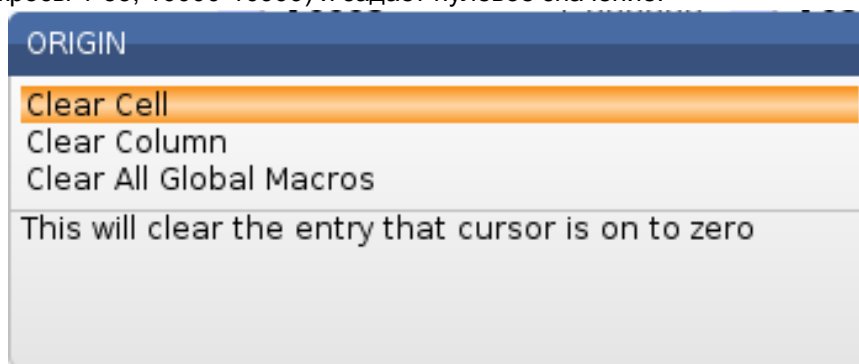 ORIGIN
Clear Cell
Clear Column
Clear All Global Macros
This will clear the entry that cursor is on to zero